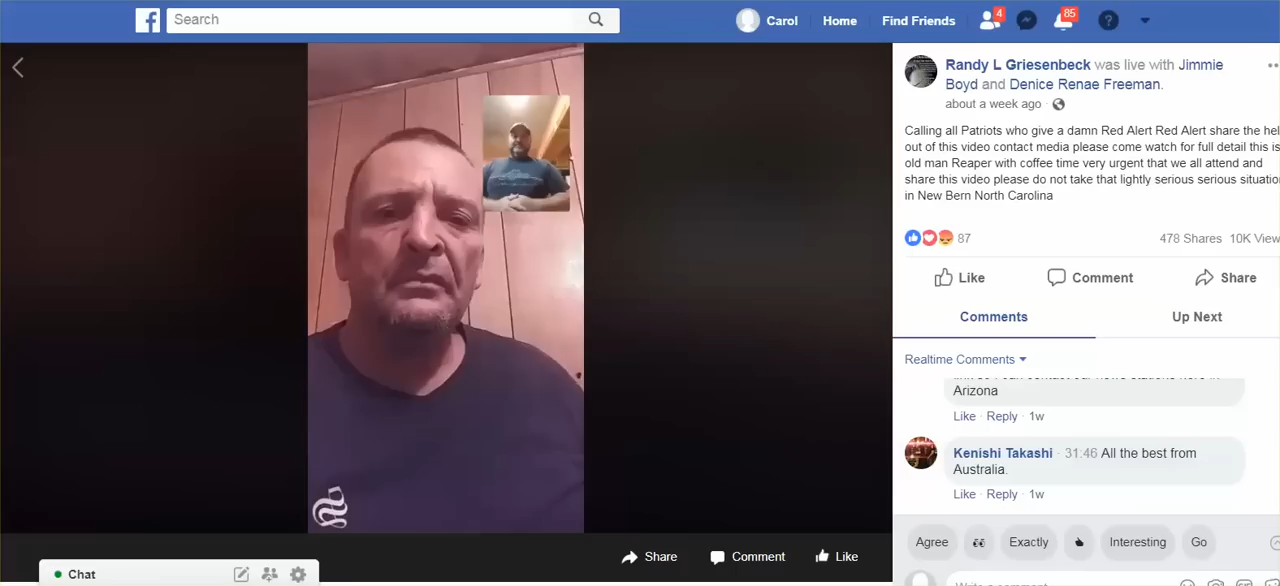 Search
Carol
Home
Find Friends
4
85
?
Randy L Griesenbeck was live with Jimmie
Boyd and Denice Renae Freeman.
about a week ago ·
Calling all Patriots who give a damn Red Alert Red Alert share the hel
out of this video contact media please come watch for full detail this is
old man Reaper with coffee time very urgent that we all attend and
share this video please do not take that lightly serious serious situatio
in New Bern North Carolina
87
478 Shares 10K View
Like
Comment
Share
Comments
Up Next
Realtime Comments
Arizona
Like · Reply · 1w
Kenishi Takashi · 31:46 All the best from
Australia.
Like · Reply · 1w
Agree
Exactly
Interesting
Go
Share
Comment
Like
Chat
Write a comment...